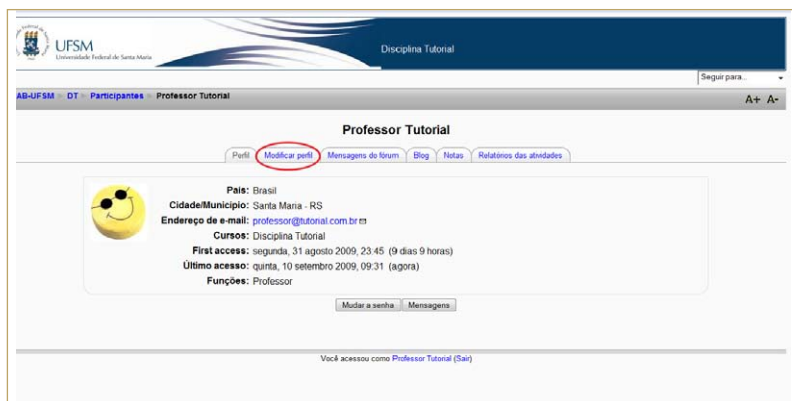 UFSM
Universidade Federal de Santa Maria
Disciplina Tutorial
Seguir para...
AB-UFSM ► DT ► Participantes ► Professor Tutorial
A+ A-
Professor Tutorial
Perfil Modificar perfil Mensagens do fórum Blog Notas Relatórios das atividades
País: Brasil
Cidade/Município: Santa Maria - RS
Endereço de e-mail: professor@tutorial.com.br
Cursos: Disciplina Tutorial
First access: segunda, 31 agosto 2009, 23:45 (9 dias 9 horas)
Último acesso: quinta, 10 setembro 2009, 09:31 (agora)
Funções: Professor
Mudar a senha Mensagens
Você acessou como Professor Tutorial (Sair)